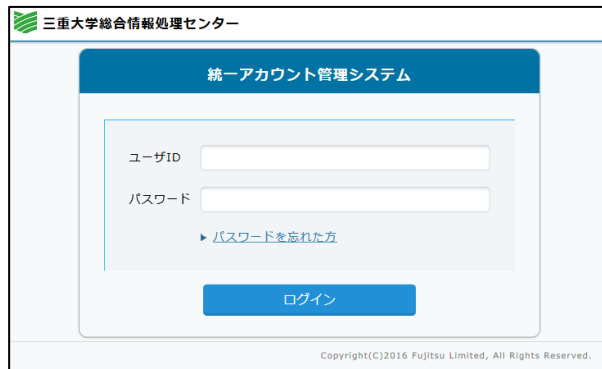 三重大学総合情報処理センター
統一アカウント管理システム
ユーザID
パスワード
パスワードを忘れた方
ログイン
Copyright(C)2016 Fujitsu Limited, All Rights Reserved.